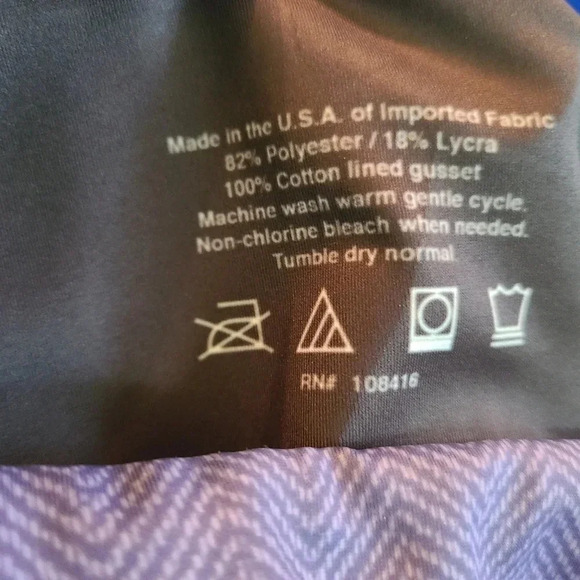 Made in the U.S.A. of Imported Fabric
82% Polyester / 18% Lycra
100% Cotton lined gusset
Machine wash warm gentle cycle.
Non-chlorine bleach when needed.
Tumble dry normal
RN# 108416